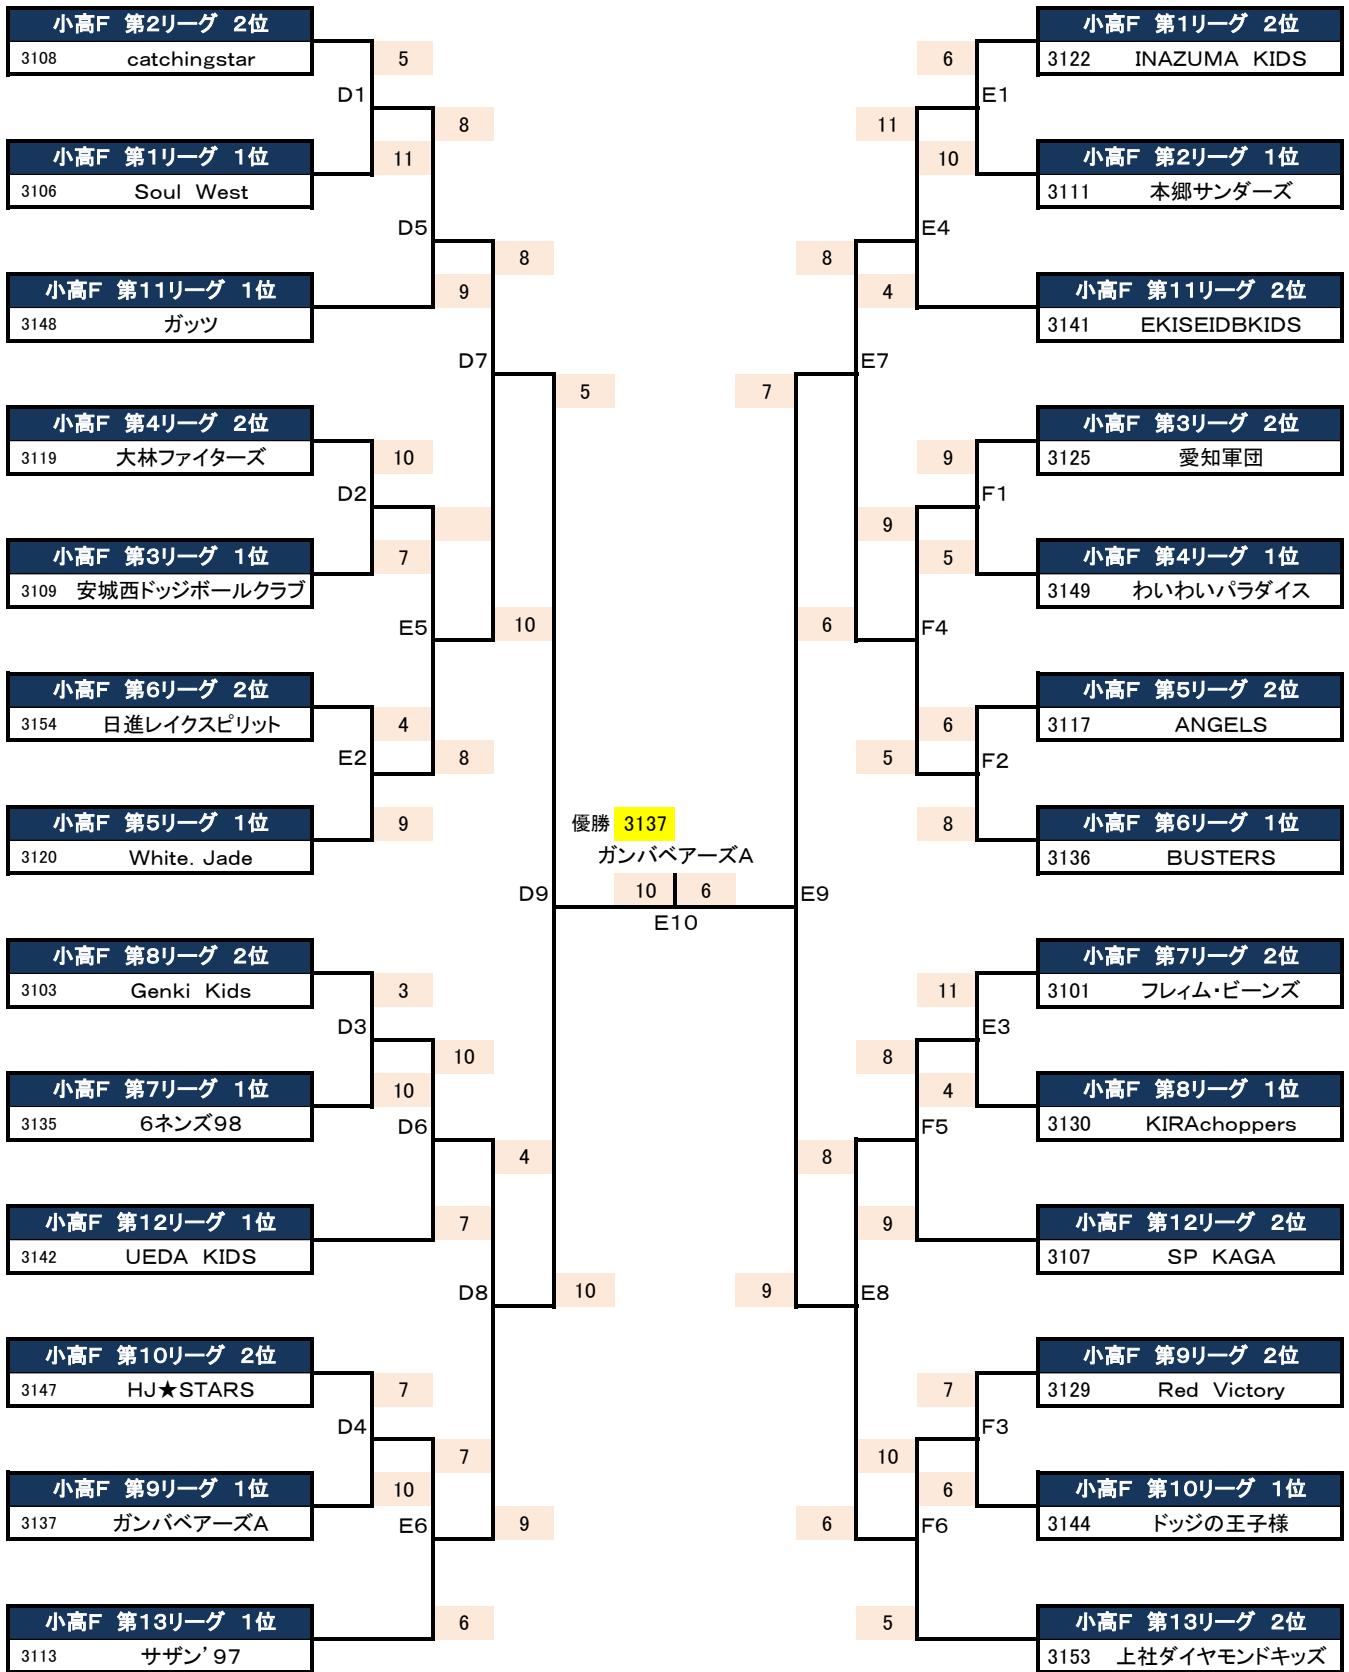 小高F 第2リーグ 2位
3108 catchingstar
5
D1
8
小高F 第1リーグ 1位
11
3106 Soul West
D5
8
小高F 第11リーグ 1位
9
3148 ガッツ
D7
5
小高F 第4リーグ 2位
3119 大林ファイターズ
10
D2
小高F 第3リーグ 1位
7
3109 安城西ドッジボールクラブ
E5
10
小高F 第6リーグ 2位
3154 日進レイクスピリット
4
E2
8
小高F 第5リーグ 1位
9
3120 White. Jade
D9
小高F 第8リーグ 2位
3103 Genki Kids
3
D3
10
小高F 第7リーグ 1位
10
3135 6ネンズ98
D6
4
小高F 第12リーグ 1位
7
3142 UEDA KIDS
D8
10
小高F 第10リーグ 2位
3147 HJ★STARS
7
D4
7
小高F 第9リーグ 1位
10
3137 ガンバベアーズA
E6
9
小高F 第13リーグ 1位
6
3113 サザン’97
優勝 3137
ガンバベアーズA
10 6
E10
小高F 第1リーグ 2位
6
3122 INAZUMA KIDS
E1
11
小高F 第2リーグ 1位
10
3111 本郷サンダーズ
E4
8
小高F 第11リーグ 2位
4
3141 EKISEIDBKIDS
E7
7
小高F 第3リーグ 2位
9
3125 愛知軍団
F1
9
小高F 第4リーグ 1位
5
3149 わいわいパラダイス
F4
6
小高F 第5リーグ 2位
6
3117 ANGELS
F2
5
小高F 第6リーグ 1位
8
3136 BUSTERS
E9
小高F 第7リーグ 2位
11
3101 フレィム・ビーンズ
E3
8
小高F 第8リーグ 1位
4
3130 KIRAchoppers
F5
8
小高F 第12リーグ 2位
9
3107 SP KAGA
E8
9
小高F 第9リーグ 2位
7
3129 Red Victory
F3
10
小高F 第10リーグ 1位
6
3144 ドッジの王子様
F6
6
小高F 第13リーグ 2位
5
3153 上社ダイヤモンドキッズ